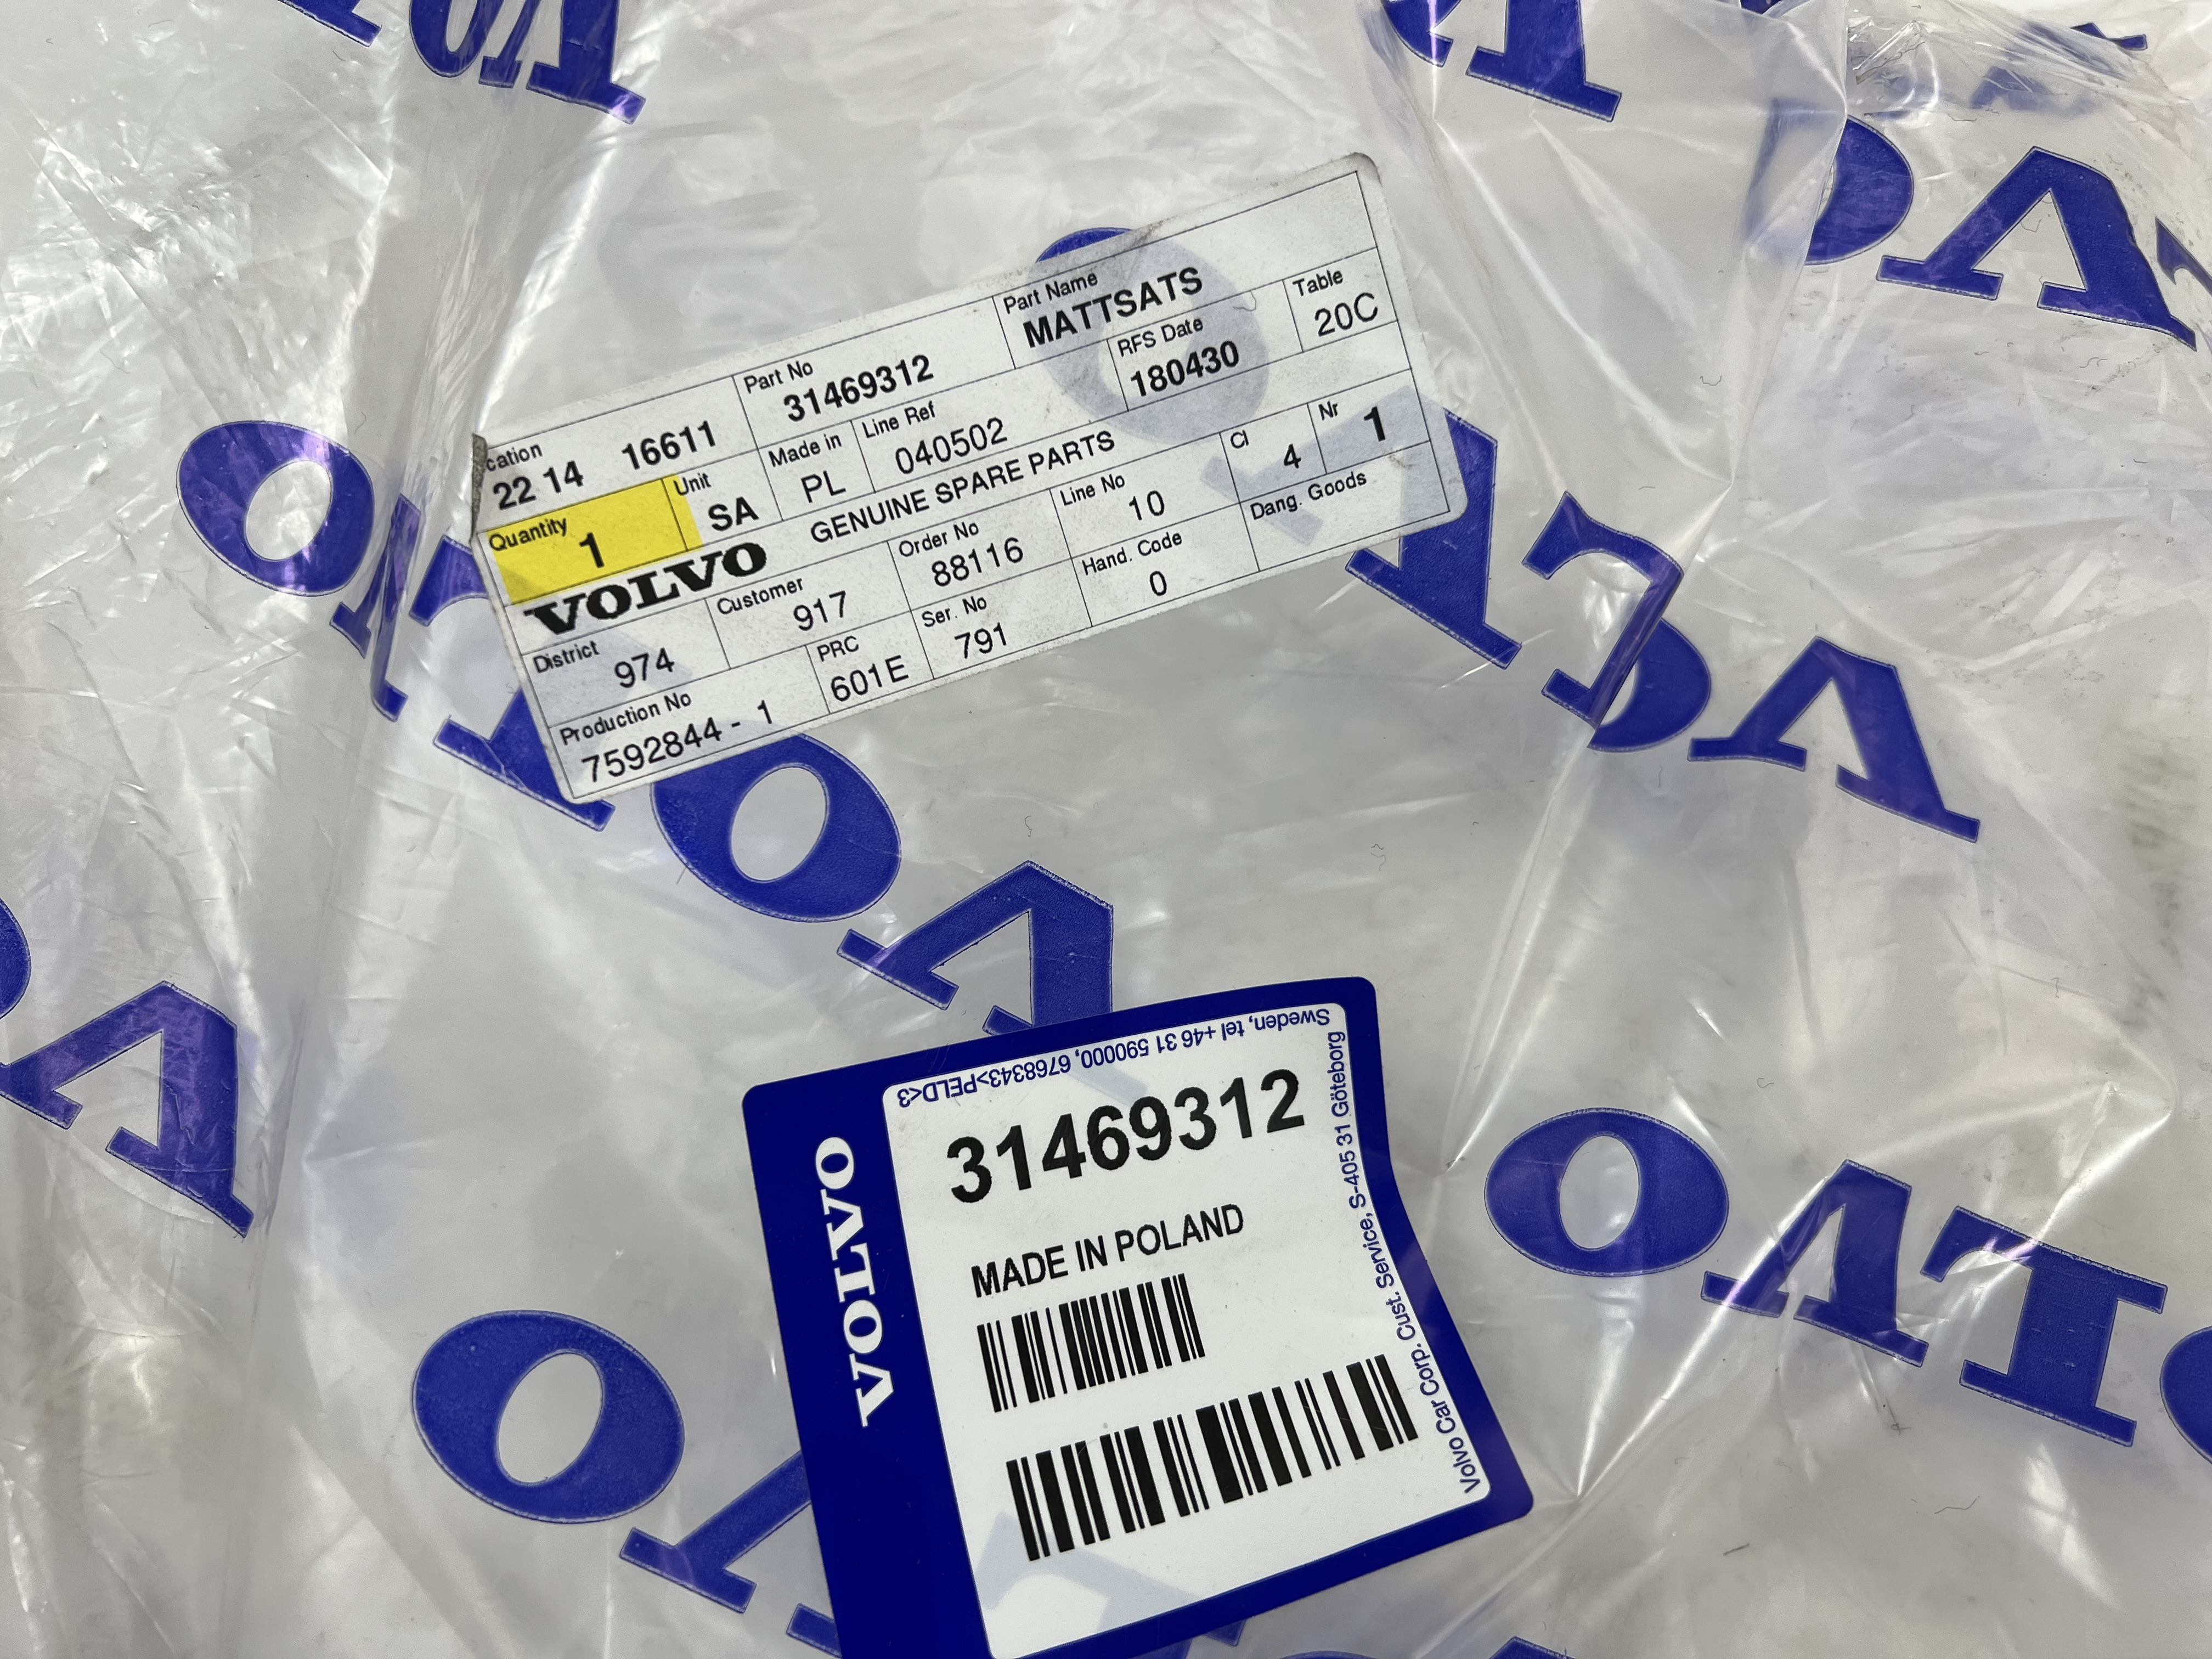 cation
22 14 16611
Part No
31469312
Part Name
MATTSATS
Quantity
1
Unit
SA
Made in
PL
Line Ref
040502
RFS Date
180430
Table
20C
VOLVO
GENUINE SPARE PARTS
District
974
Customer
917
Order No
88116
Line No
10
Cl
4
Nr
1
Production No
7592844 - 1
PRC
601E
Ser. No
791
Hand. Code
0
Dang. Goods
VOLVO
31469312
MADE IN POLAND
Volvo Car Corp. Cust. Service, S-405 31 Göteborg
Sweden, tel +46 31 590000, 6768343>PELD<3